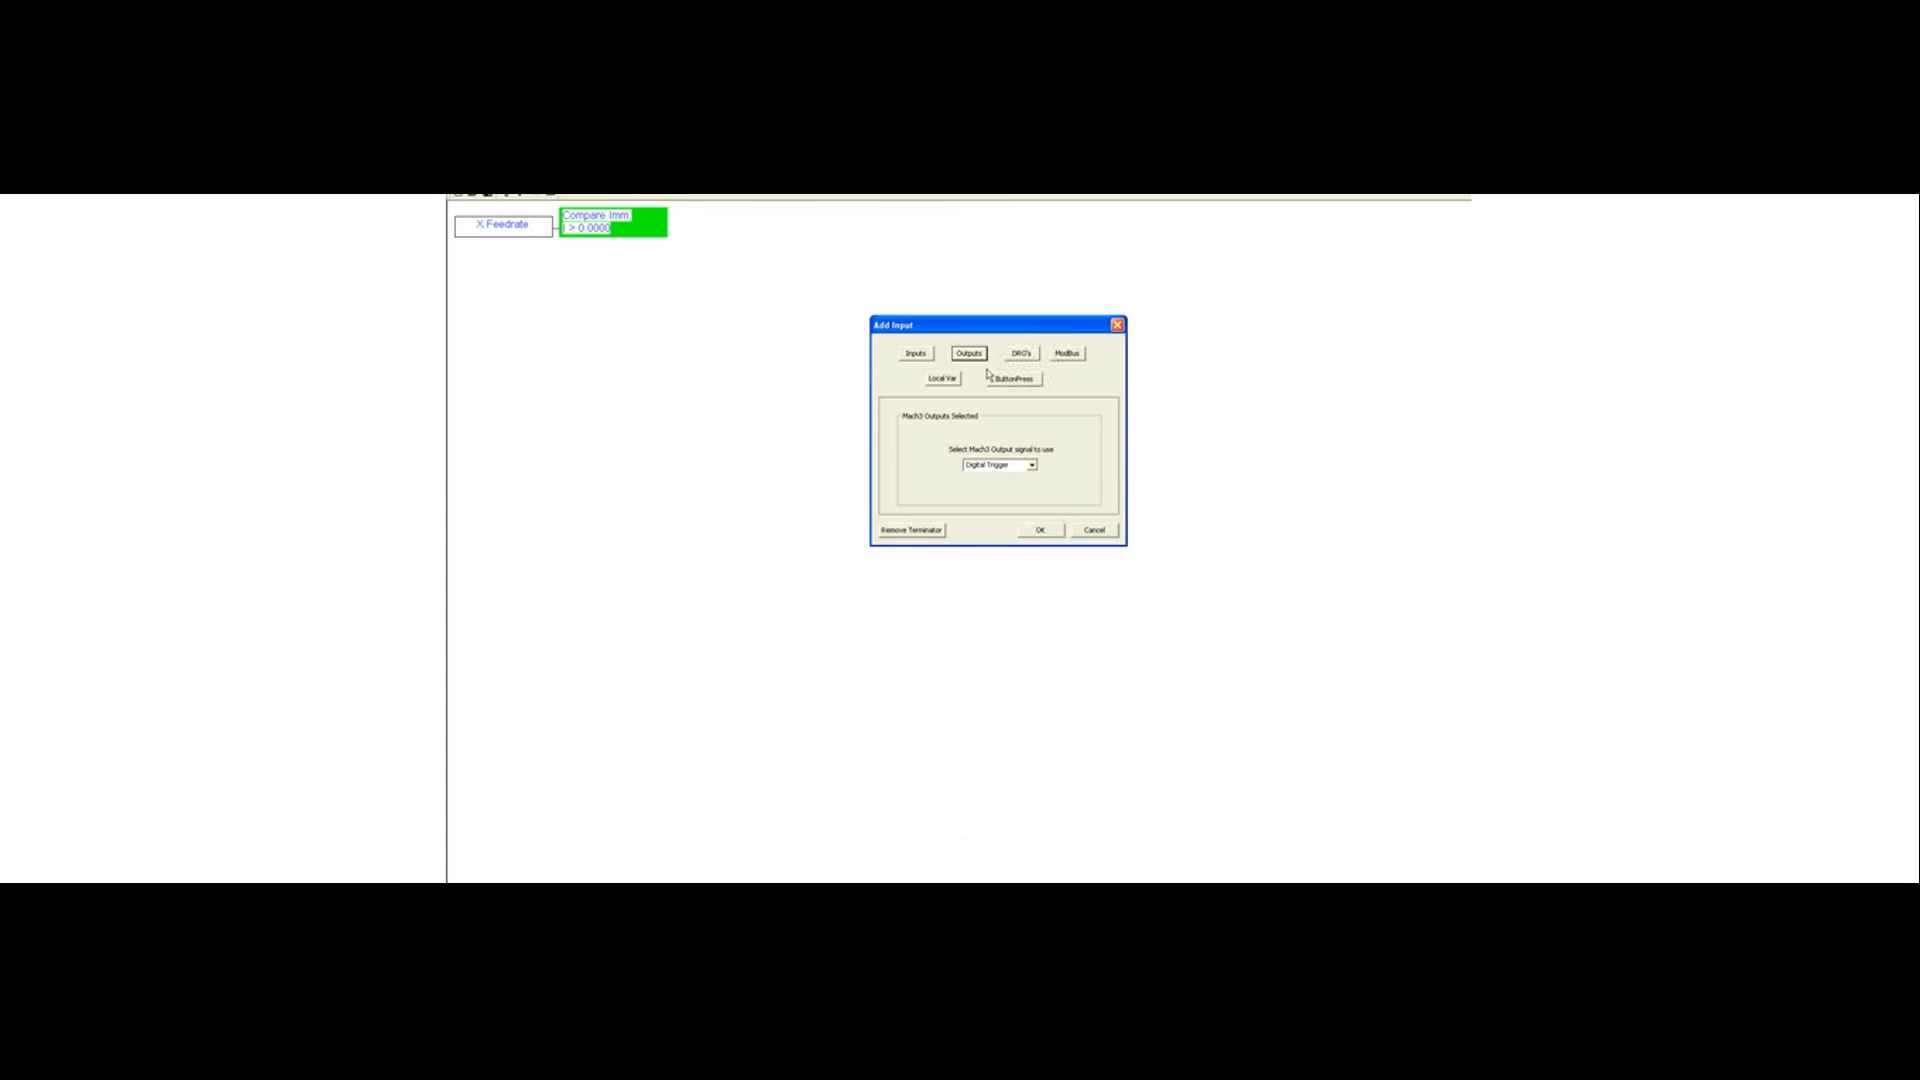 X Feedrate
Compare Imm.
I > 0.0000
Add Input
Inputs
Outputs
DRO's
ModBus
Local Var
ButtonPress
Mach3 Outputs Selected
Select Mach3 Output signal to use
Digital Trigger
Remove Terminator
OK
Cancel